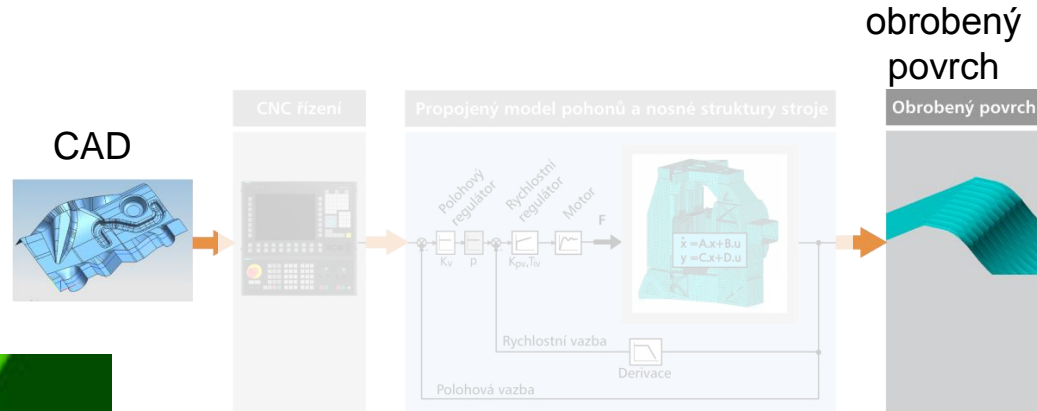 obrobený
povrch
CAD
CNC řízení
Propojený model pohonů a nosné struktury stroje
Obrobený povrch
Polohový
regulátor
Rychlostní
regulátor
Motor
F
Kv
p
Kpv,Tiv
ẋ =A.x+B.u
y =C.x+D.u
Rychlostní vazba
Derivace
Polohová vazba